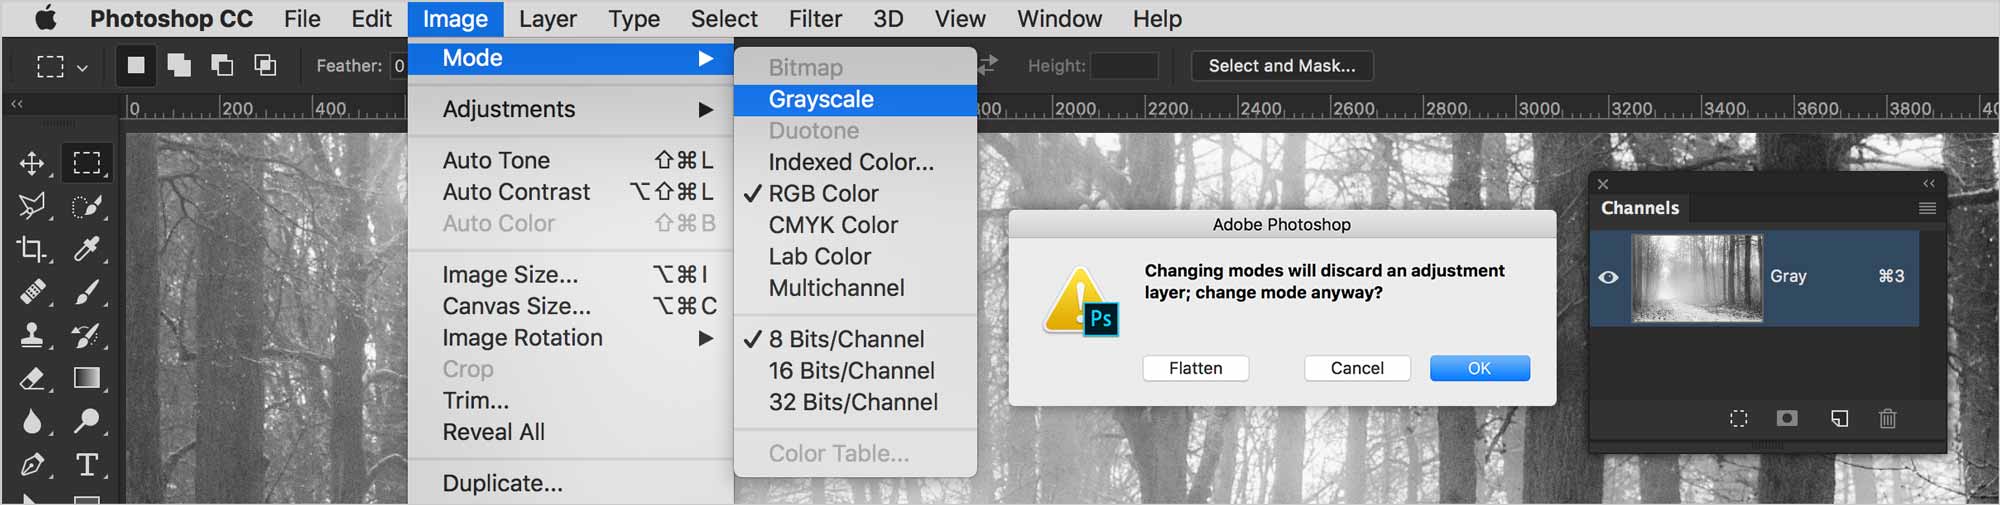 Photoshop CC File Edit Image Layer Type Select Filter 3D View Window Help
Feather: 0
Height:
Select and Mask...
0 200 400
2000 2200 2400 2600 2800 3000 3200 3400 3600 3800
Mode
Adjustments
Auto Tone ⇧⌘L
Auto Contrast ⌥⇧⌘L
Auto Color ⇧⌘B
Image Size... ⌥⌘I
Canvas Size... ⌥⌘C
Image Rotation
Crop
Trim...
Reveal All
Duplicate...
Bitmap
Grayscale
Duotone
Indexed Color...
✓ RGB Color
CMYK Color
Lab Color
Multichannel
✓ 8 Bits/Channel
16 Bits/Channel
32 Bits/Channel
Color Table...
Adobe Photoshop
Changing modes will discard an adjustment
layer; change mode anyway?
Ps
Flatten Cancel OK
Channels
Gray ⌘3
T